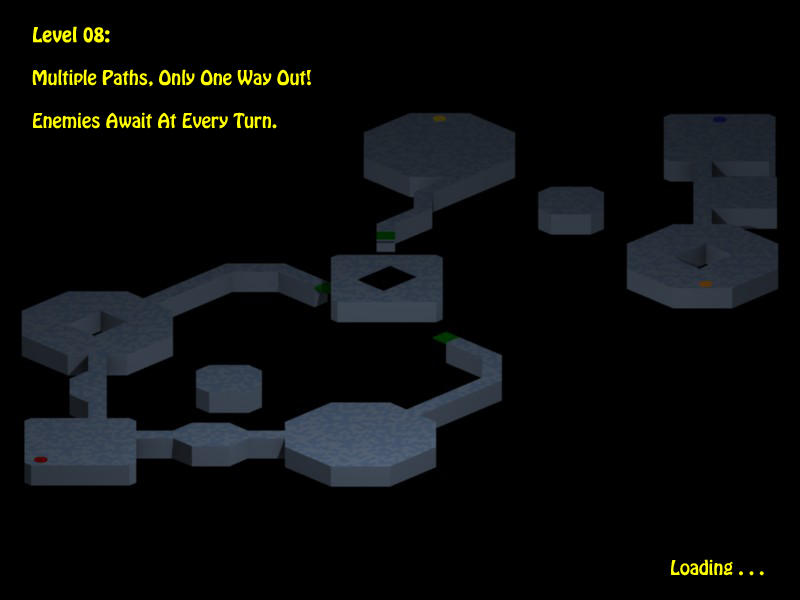 Level 08:
Multiple Paths, Only One Way Out!
Enemies Await At Every Turn.
Loading . . .